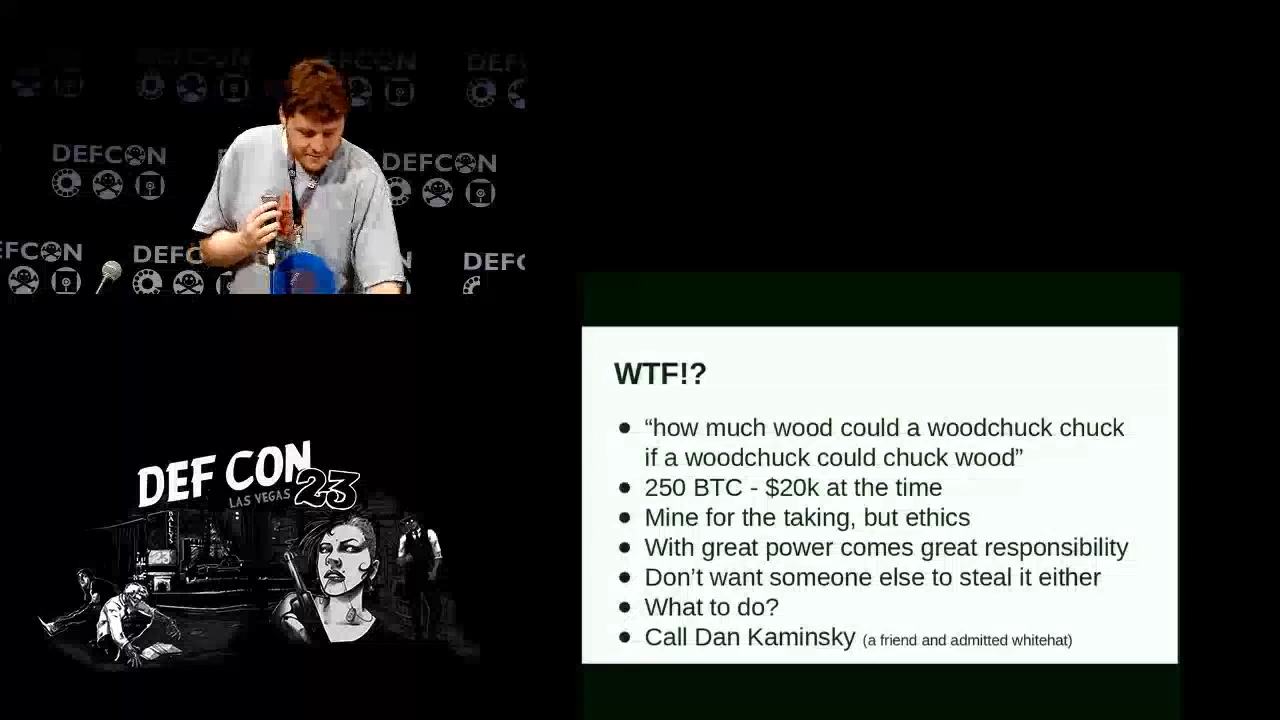 DEFCON
DEFCON
DEFCON
DEFCON
DEF CON
LAS VEGAS 23
BALLY'S
WTF!?
● “how much wood could a woodchuck chuck
if a woodchuck could chuck wood”
● 250 BTC - $20k at the time
● Mine for the taking, but ethics
● With great power comes great responsibility
● Don’t want someone else to steal it either
● What to do?
● Call Dan Kaminsky (a friend and admitted whitehat)